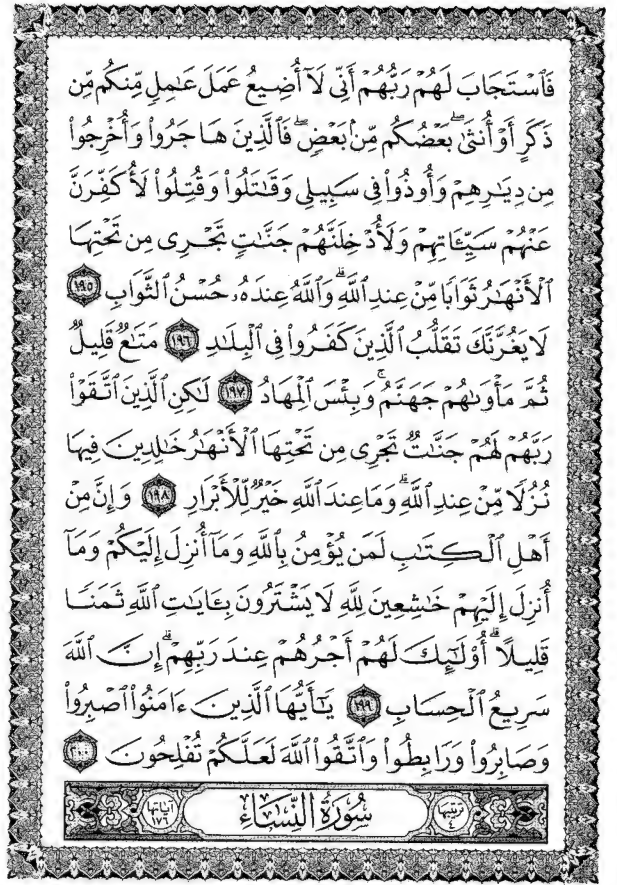 فَٱسۡتَجَابَ لَهُمۡ رَبُّهُمۡ أَنِّي لَآ أُضِيعُ عَمَلَ عَٰمِلٖ مِّنكُم مِّن
ذَكَرٍ أَوۡ أُنثَىٰۖ بَعۡضُكُم مِّنۢ بَعۡضٖۖ فَٱلَّذِينَ هَاجَرُواْ وَأُخۡرِجُواْ
مِن دِيَٰرِهِمۡ وَأُوذُواْ فِي سَبِيلِي وَقَٰتَلُواْ وَقُتِلُواْ لَأُكَفِّرَنَّ
عَنۡهُمۡ سَيِّـَٔاتِهِمۡ وَلَأُدۡخِلَنَّهُمۡ جَنَّٰتٖ تَجۡرِي مِن تَحۡتِهَا
ٱلۡأَنۡهَٰرُ ثَوَابٗا مِّنۡ عِندِ ٱللَّهِۚ وَٱللَّهُ عِندَهُۥ حُسۡنُ ٱلثَّوَابِ ١٩٥
لَا يَغُرَّنَّكَ تَقَلُّبُ ٱلَّذِينَ كَفَرُواْ فِي ٱلۡبِلَٰدِ ١٩٦ مَتَٰعٞ قَلِيلٞ
ثُمَّ مَأۡوَىٰهُمۡ جَهَنَّمُۖ وَبِئۡسَ ٱلۡمِهَادُ ١٩٧ لَٰكِنِ ٱلَّذِينَ ٱتَّقَوۡاْ
رَبَّهُمۡ لَهُمۡ جَنَّٰتٞ تَجۡرِي مِن تَحۡتِهَا ٱلۡأَنۡهَٰرُ خَٰلِدِينَ فِيهَا
نُزُلٗا مِّنۡ عِندِ ٱللَّهِۗ وَمَا عِندَ ٱللَّهِ خَيۡرٞ لِّلۡأَبۡرَارِ ١٩٨ وَإِنَّ مِنۡ
أَهۡلِ ٱلۡكِتَٰبِ لَمَن يُؤۡمِنُ بِٱللَّهِ وَمَآ أُنزِلَ إِلَيۡكُمۡ وَمَآ
أُنزِلَ إِلَيۡهِمۡ خَٰشِعِينَ لِلَّهِ لَا يَشۡتَرُونَ بِـَٔايَٰتِ ٱللَّهِ ثَمَنٗا
قَلِيلًاۚ أُوْلَٰٓئِكَ لَهُمۡ أَجۡرُهُمۡ عِندَ رَبِّهِمۡۗ إِنَّ ٱللَّهَ
سَرِيعُ ٱلۡحِسَابِ ١٩٩ يَٰٓأَيُّهَا ٱلَّذِينَ ءَامَنُواْ ٱصۡبِرُواْ
وَصَابِرُواْ وَرَابِطُواْ وَٱتَّقُواْ ٱللَّهَ لَعَلَّكُمۡ تُفۡلِحُونَ ٢٠٠
ترتيبها ٤ سُورَةُ النِّسَاءِ آياتها ١٧٦